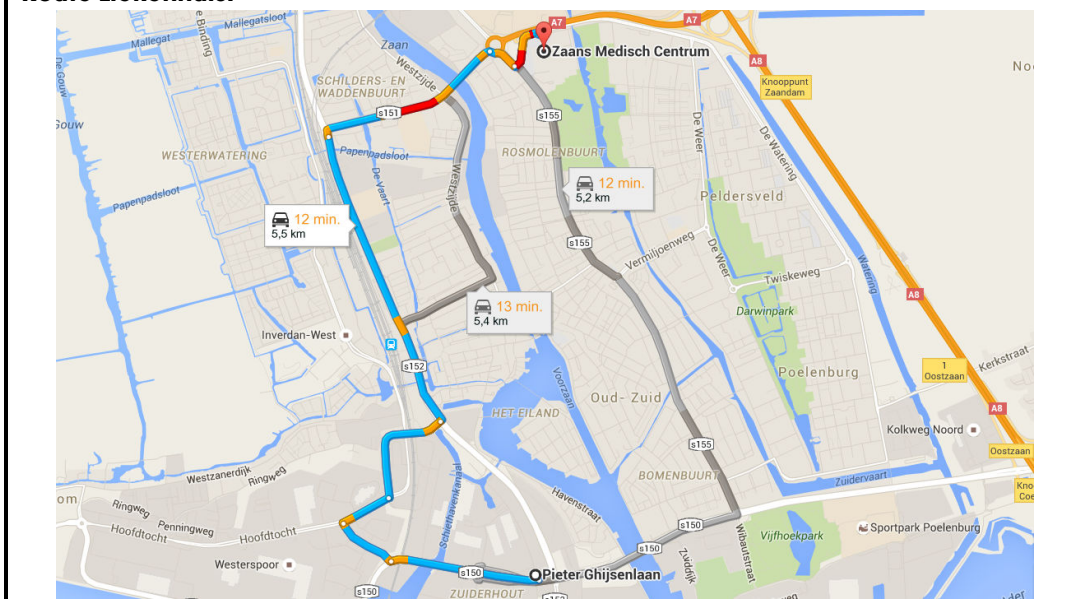 Mallegatsloot
Mallegat
De Binding
Mallegatsloot
Zaan
Westzijde
A7
A7
Zaans Medisch Centrum
A8
Knooppunt
Zaandam
De Gouw
SCHILDERS- EN
WADDENBUURT
Gouw
s151
s155
De Weer
De Watering
WESTERWATERING
Papenpadsloot
ROSMOLENBUURT
Papenpadsloot
De Vaart
Westzijde
12 min.
5,2 km
Peldersveld
12 min.
5,5 km
s155
Vermiljoenweg
De Weer
Twiskeweg
Watering
A8
13 min.
5,4 km
Darwinpark
Inverdan-West
s152
Voorzaan
Oud- Zuid
Poelenburg
Kerkstraat
1
Oostzaan
HET EILAND
A8
Kolkweg Noord
s155
Oostzaan
Westzanerdijk
Ringweg
BOMENBUURT
Zuidervaart
om
Ringweg
Penningweg
Hoofdtocht
Hoofdtocht
Schiethavenkanaal
Havenstraat
s150
Wibautstraat
Vijfhoekpark
Sportpark Poelenburg
s150
Zuiddijk
Westerspoor
s150
Pieter Ghijsenlaan
s150
ZUIDERHOUT